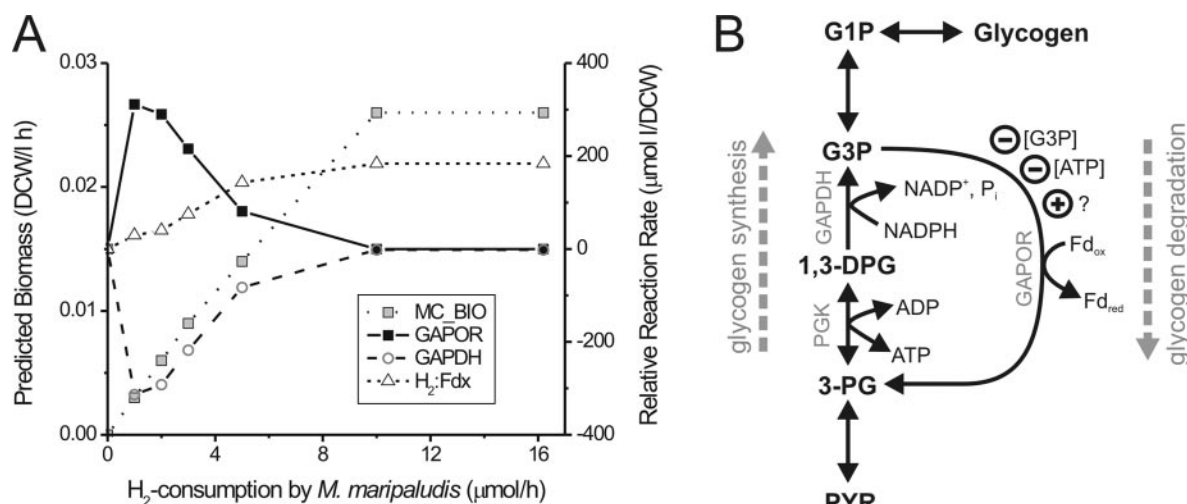 A
Predicted Biomass (DCW/l h)
0.03
0.02
0.01
0.00
400
200
0
-200
-400
Relative Reaction Rate (μmol l/DCW)
MC_BIO
GAPOR
GAPDH
H₂:Fdx
0 4 8 12 16
H₂-consumption by M. maripaludis (μmol/h)
B
G1P Glycogen
G3P
[G3P]
[ATP]
?
glycogen synthesis
GAPDH
NADP⁺, Pᵢ
NADPH
1,3-DPG
PGK
ADP
ATP
3-PG
GAPOR
Fd_ox
Fd_red
glycogen degradation
PYR